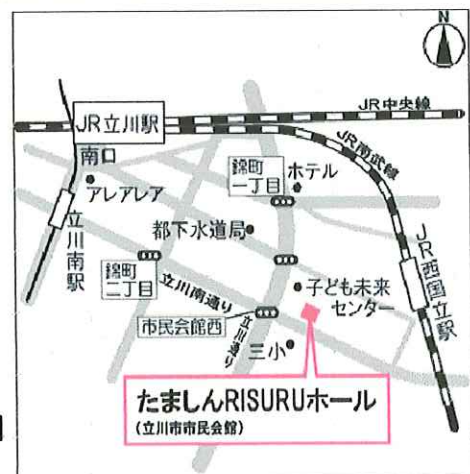 N
JR中央線
JR立川駅
JR南武線
南口
アレアレア
錦町
一丁目
ホテル
立川南駅
都下水道局
JR西国立駅
錦町
二丁目
立川南通り
立川通り
子ども未来
センター
市民会館西
三小
たましんRISURUホール
(立川市市民会館)